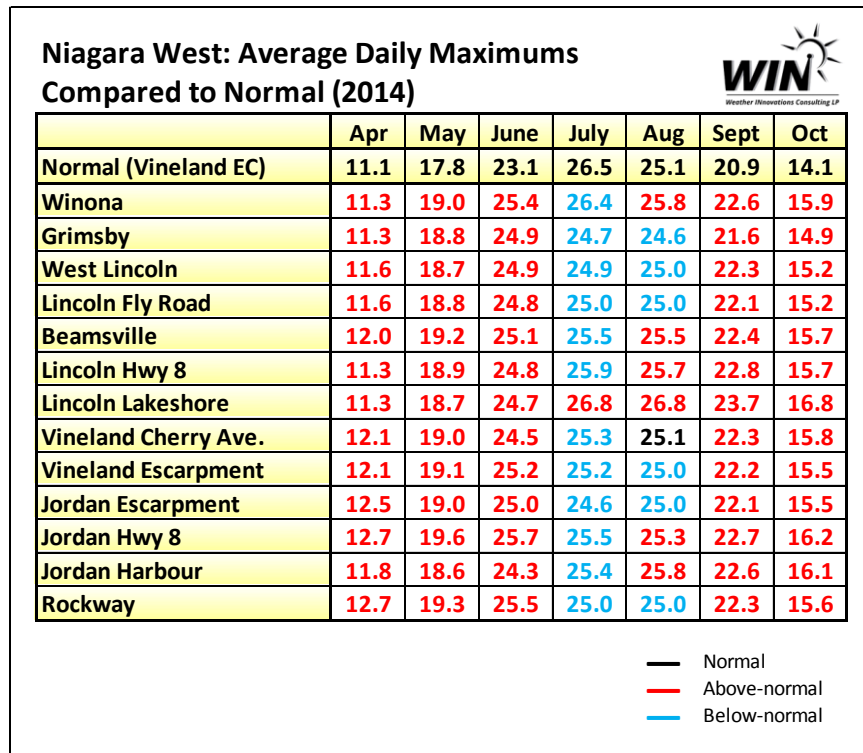 Niagara West: Average Daily Maximums
Compared to Normal (2014)
WIN
Weather INnovations Consulting LP
Apr May June July Aug Sept Oct
Normal (Vineland EC) 11.1 17.8 23.1 26.5 25.1 20.9 14.1
Winona 11.3 19.0 25.4 26.4 25.8 22.6 15.9
Grimsby 11.3 18.8 24.9 24.7 24.6 21.6 14.9
West Lincoln 11.6 18.7 24.9 24.9 25.0 22.3 15.2
Lincoln Fly Road 11.6 18.8 24.8 25.0 25.0 22.1 15.2
Beamsville 12.0 19.2 25.1 25.5 25.5 22.4 15.7
Lincoln Hwy 8 11.3 18.9 24.8 25.9 25.7 22.8 15.7
Lincoln Lakeshore 11.3 18.7 24.7 26.8 26.8 23.7 16.8
Vineland Cherry Ave. 12.1 19.0 24.5 25.3 25.1 22.3 15.8
Vineland Escarpment 12.1 19.1 25.2 25.2 25.0 22.2 15.5
Jordan Escarpment 12.5 19.0 25.0 24.6 25.0 22.1 15.5
Jordan Hwy 8 12.7 19.6 25.7 25.5 25.3 22.7 16.2
Jordan Harbour 11.8 18.6 24.3 25.4 25.8 22.6 16.1
Rockway 12.7 19.3 25.5 25.0 25.0 22.3 15.6
Normal
Above-normal
Below-normal